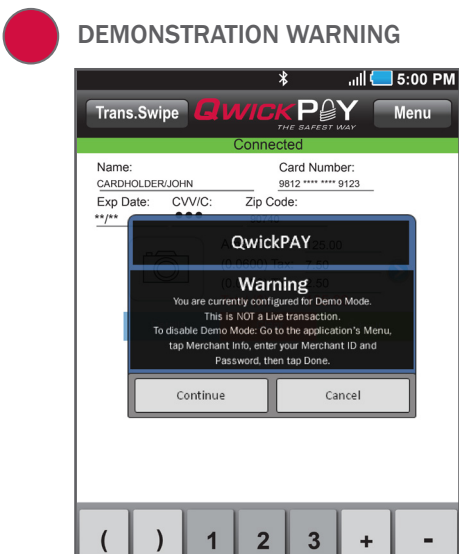 DEMONSTRATION WARNING
5:00 PM
Trans.Swipe QWICKPAY Menu
THE SAFEST WAY
Connected
Name: Card Number:
CARDHOLDER/JOHN 9812 **** **** 9123
Exp Date: CVV/C: Zip Code:
**/**
QwickPAY
Warning
You are currently configured for Demo Mode.
This is NOT a Live transaction.
To disable Demo Mode: Go to the application's Menu,
tap Merchant Info, enter your Merchant ID and
Password, then tap Done.
Continue Cancel
( ) 1 2 3 + -